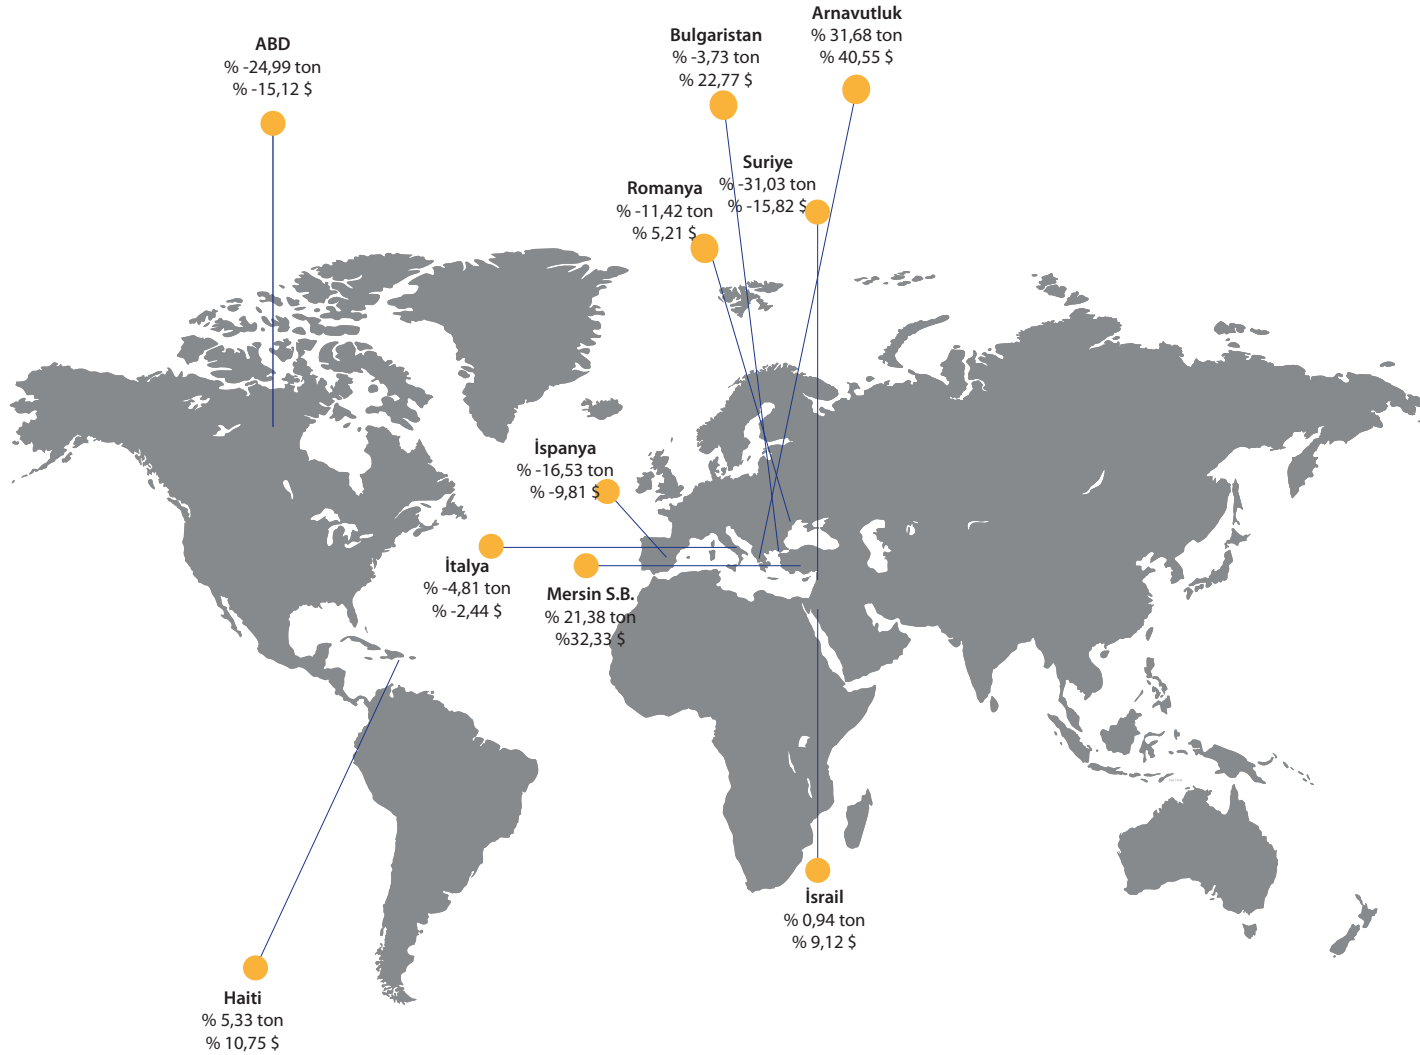 Arnavutluk
% 31,68 ton
% 40,55 $
Bulgaristan
% -3,73 ton
% 22,77 $
ABD
% -24,99 ton
% -15,12 $
Suriye
% -31,03 ton
% -15,82 $
Romanya
% -11,42 ton
% 5,21 $
İspanya
% -16,53 ton
% -9,81 $
İtalya
% -4,81 ton
% -2,44 $
Mersin S.B.
% 21,38 ton
%32,33 $
İsrail
% 0,94 ton
% 9,12 $
Haiti
% 5,33 ton
% 10,75 $